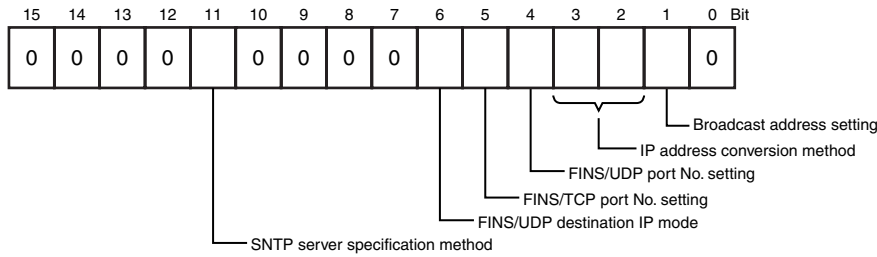 15 14 13 12 11 10 9 8 7 6 5 4 3 2 1 0 Bit
0 0 0 0 0 0 0 0 0
Broadcast address setting
IP address conversion method
FINS/UDP port No. setting
FINS/TCP port No. setting
FINS/UDP destination IP mode
SNTP server specification method